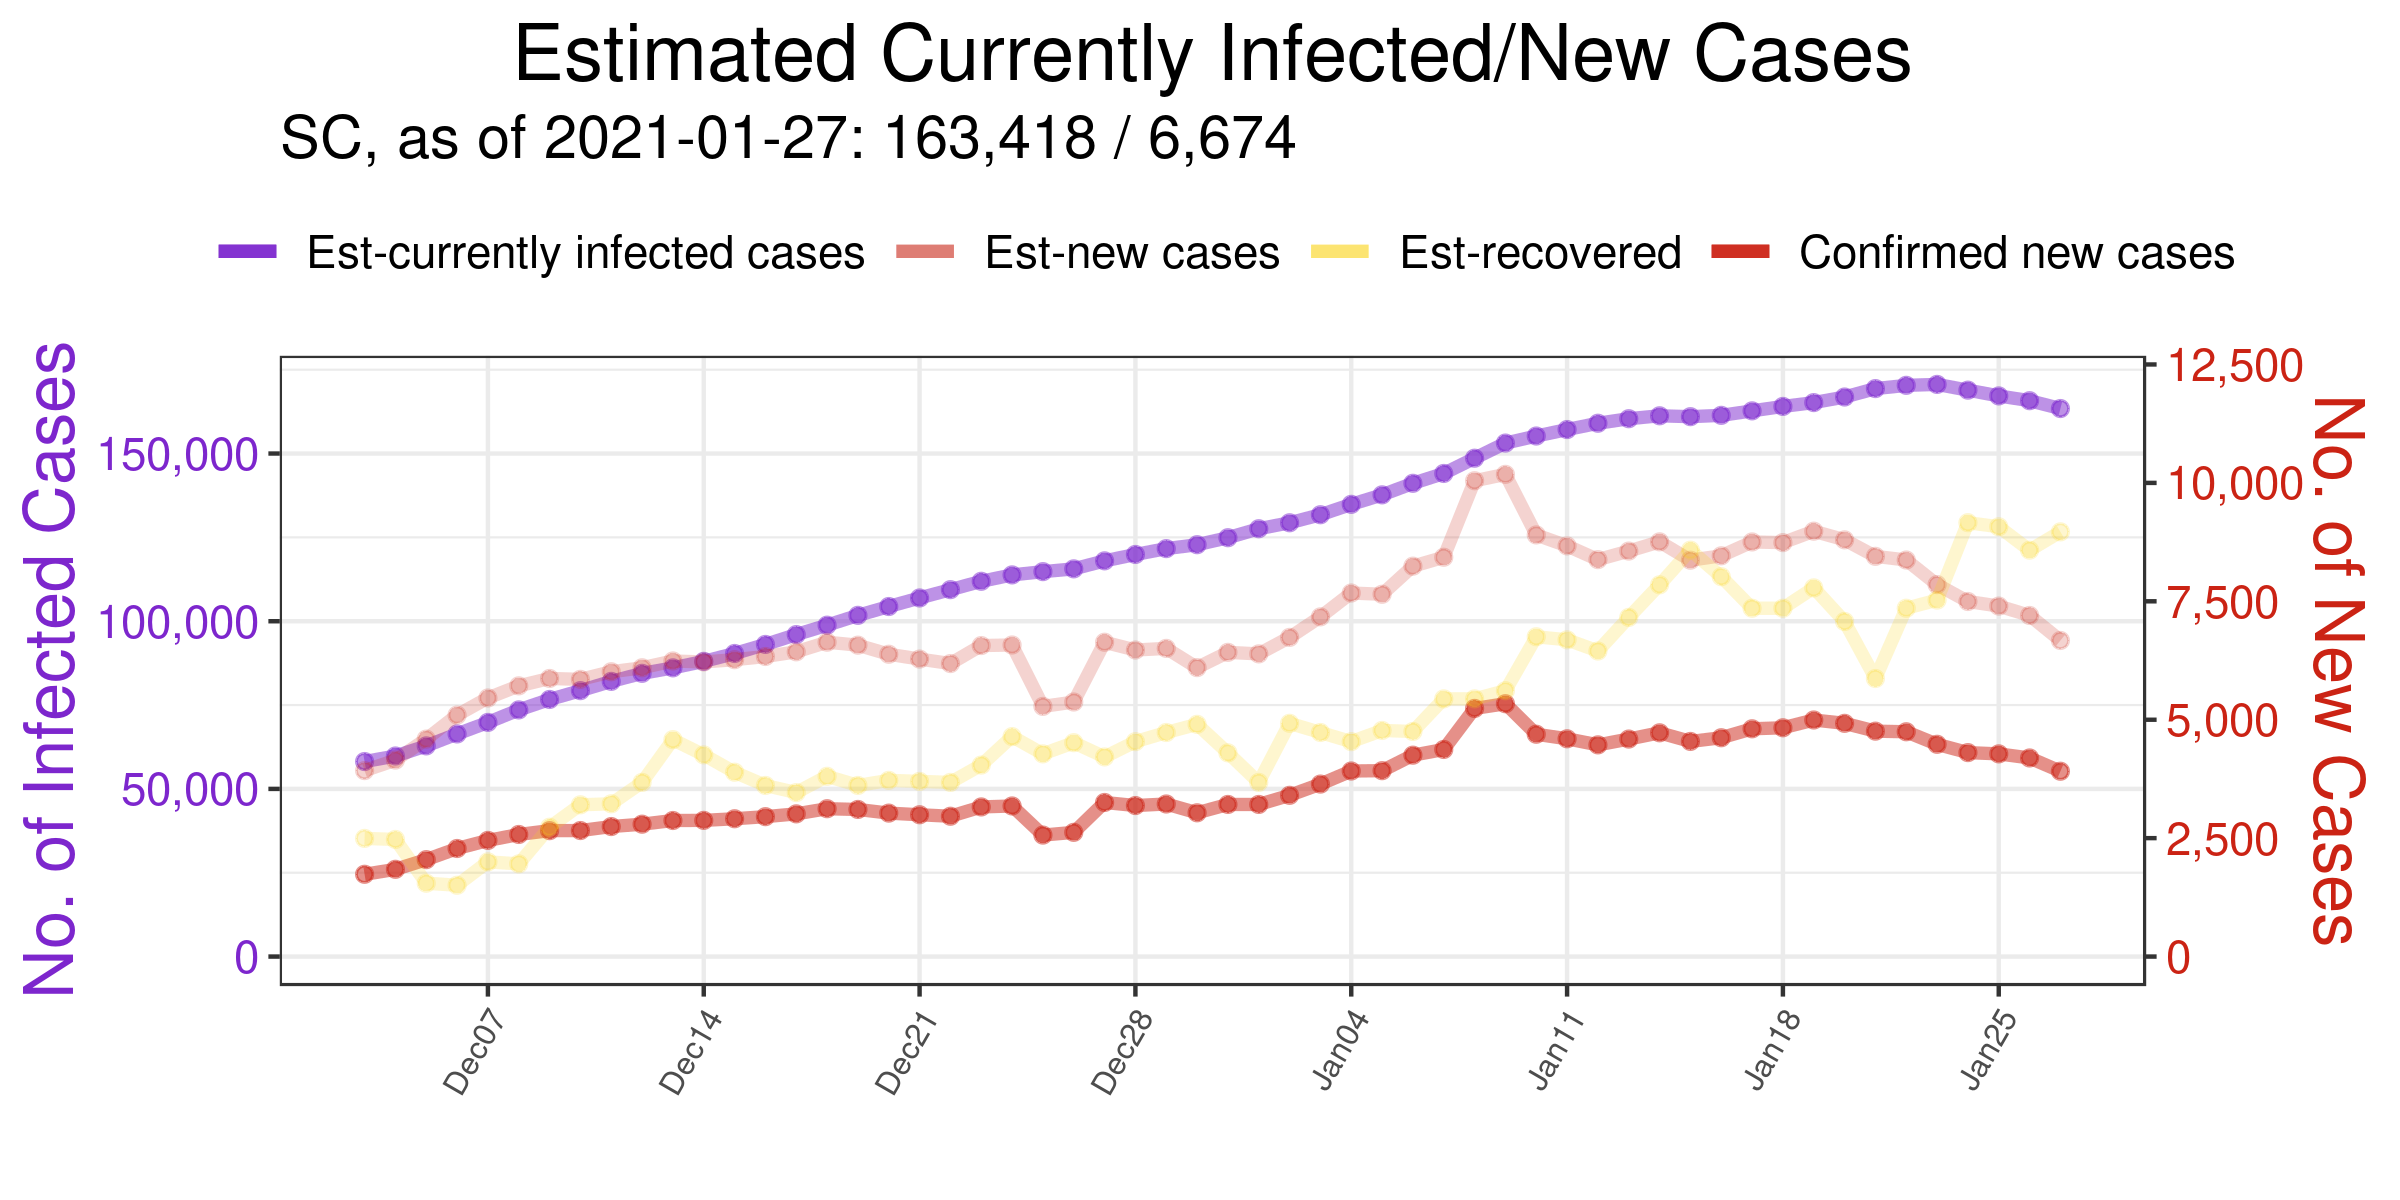 Estimated Currently Infected/New Cases
SC, as of 2021-01-27: 163,418 / 6,674
Est-currently infected cases Est-new cases Est-recovered Confirmed new cases
No. of Infected Cases
150,000
100,000
50,000
0
12,500
10,000
7,500
5,000
2,500
0
No. of New Cases
Dec07 Dec14 Dec21 Dec28 Jan04 Jan11 Jan18 Jan25